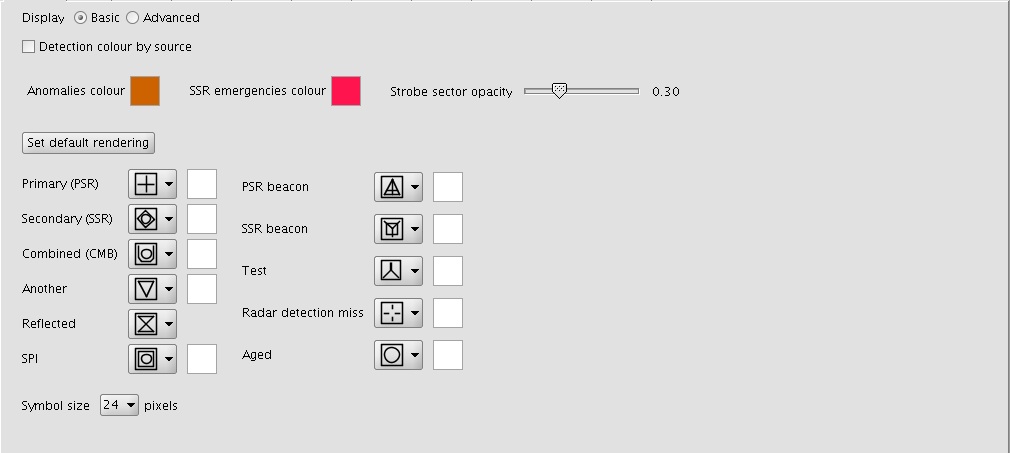 Display Basic Advanced
Detection colour by source
Anomalies colour SSR emergencies colour Strobe sector opacity 0.30
Set default rendering
Primary (PSR) PSR beacon
Secondary (SSR) SSR beacon
Combined (CMB)
Another Test
Reflected Radar detection miss
SPI Aged
Symbol size 24 pixels